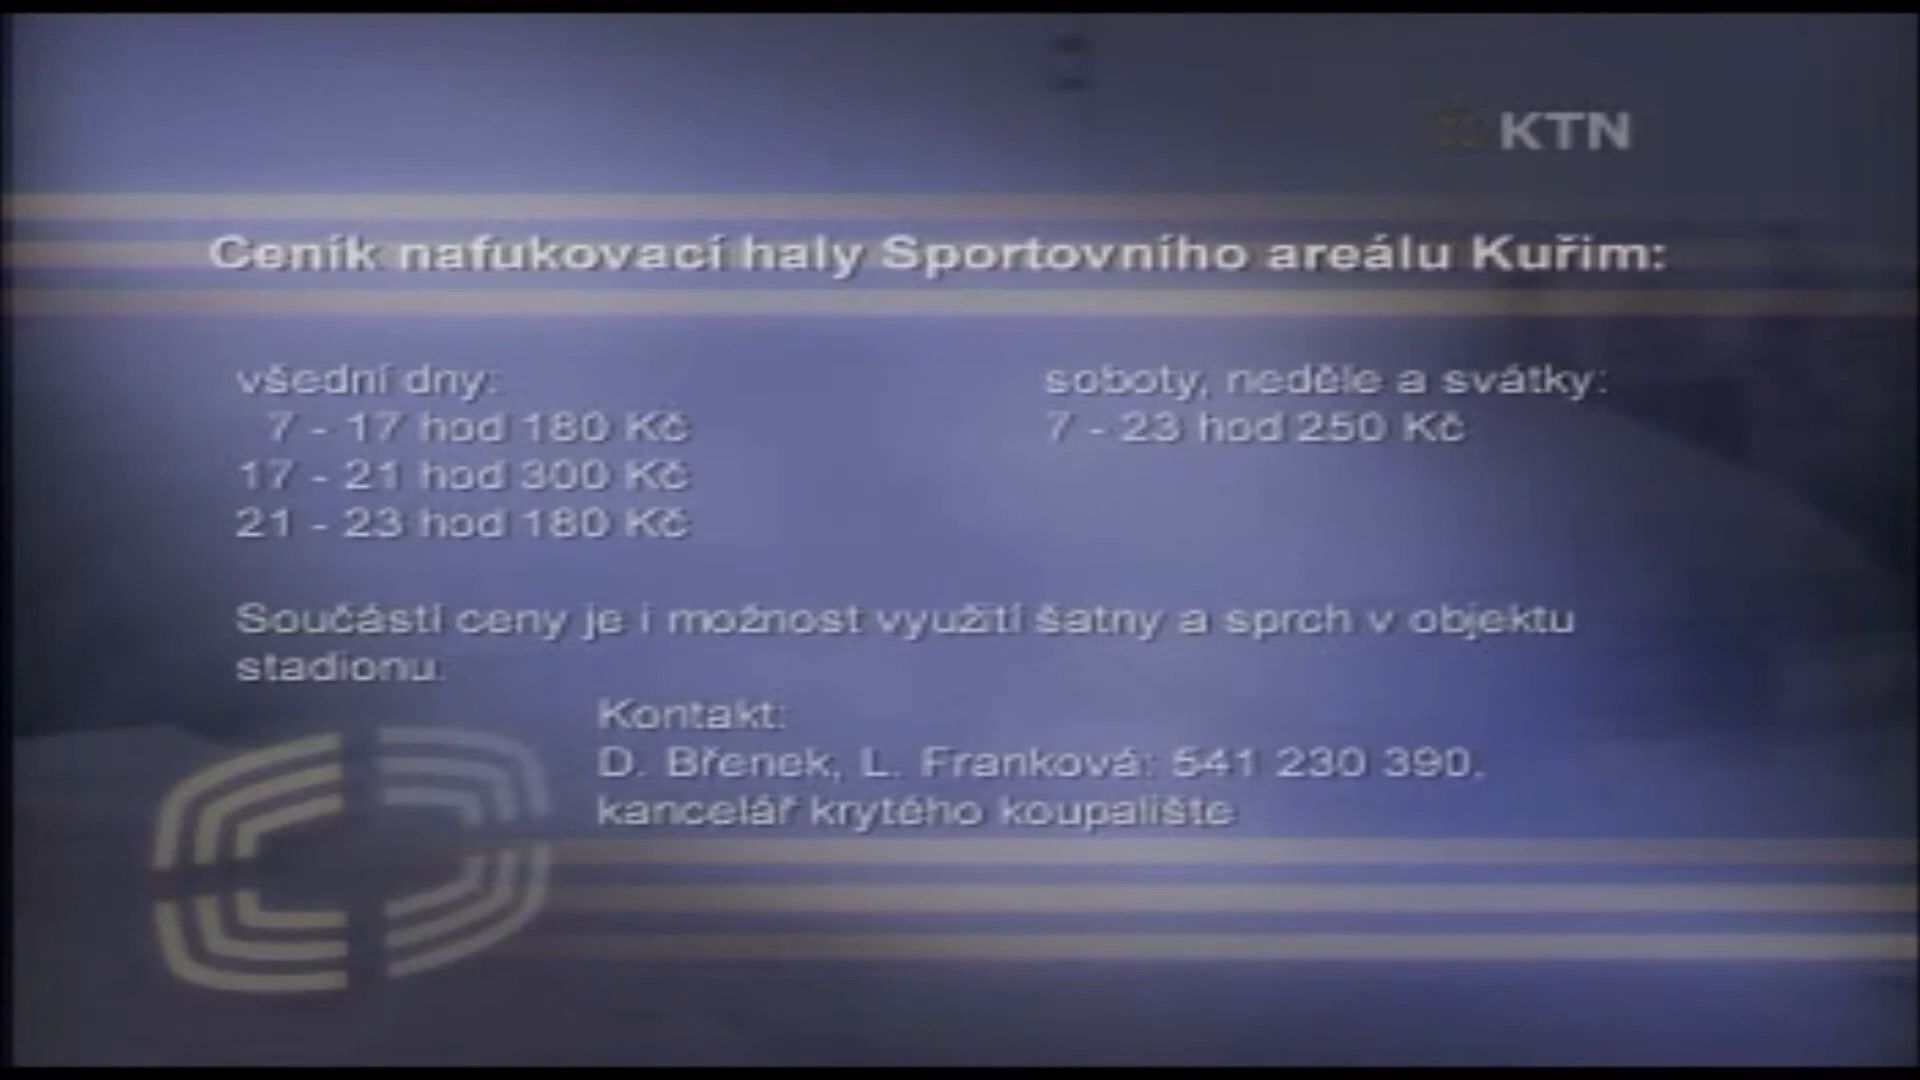 KTN
Ceník nafukovací haly Sportovního areálu Kuřim:
všední dny:
7 - 17 hod 180 Kč
17 - 21 hod 300 Kč
21 - 23 hod 180 Kč
soboty, neděle a svátky:
7 - 23 hod 250 Kč
Součástí ceny je i možnost využití šatny a sprch v objektu
stadionu.
Kontakt:
D. Břenek, L. Franková: 541 230 390,
kancelář krytého koupaliště